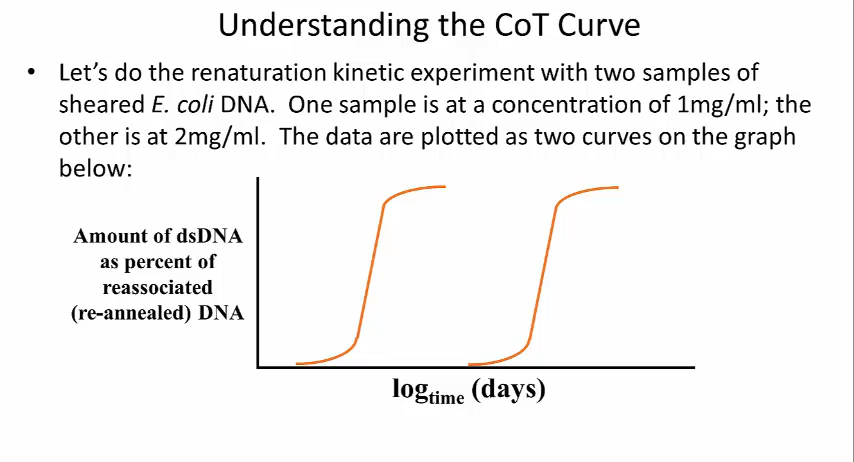 Understanding the CoT Curve
• Let's do the renaturation kinetic experiment with two samples of
sheared E. coli DNA.  One sample is at a concentration of 1mg/ml; the
other is at 2mg/ml.  The data are plotted as two curves on the graph
below:
Amount of dsDNA
as percent of
reassociated
(re-annealed) DNA
log_time (days)